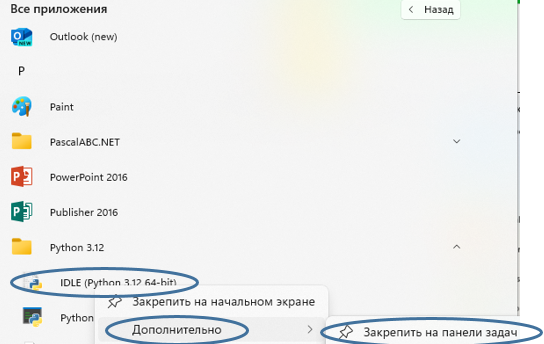 Все приложения
Назад
Outlook (new)
P
Paint
PascalABC.NET
PowerPoint 2016
Publisher 2016
Python 3.12
IDLE (Python 3.12 64-bit)
Закрепить на начальном экране
Python
Дополнительно
Закрепить на панели задач